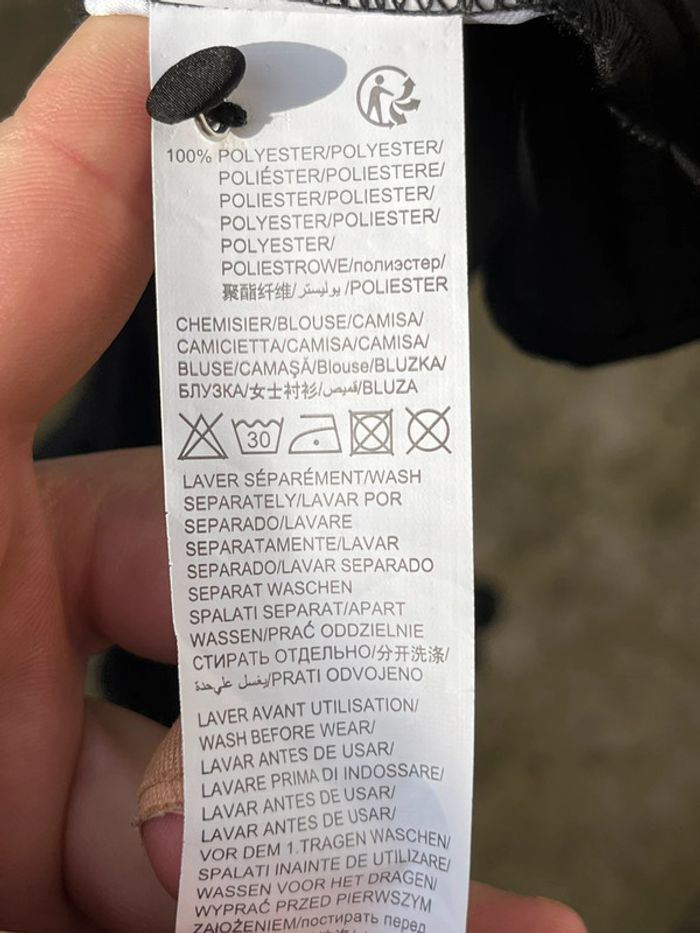 100% POLYESTER/POLYESTER/
POLIÉSTER/POLIESTERE/
POLIESTER/POLIESTER/
POLYESTER/POLIESTER/
POLYESTER/
POLIESTROWE/полиэстер/
聚酯纤维/بوليستر/POLIESTER
CHEMISIER/BLOUSE/CAMISA/
CAMICIETTA/CAMISA/CAMISA/
BLUSE/CAMAŞĂ/Blouse/BLUZKA/
БЛУЗКА/女士衬衫/قميص/BLUZA
30
LAVER SÉPARÉMENT/WASH
SEPARATELY/LAVAR POR
SEPARADO/LAVARE
SEPARATAMENTE/LAVAR
SEPARADO/LAVAR SEPARADO
SEPARAT WASCHEN
SPALATI SEPARAT/APART
WASSEN/PRAĆ ODDZIELNIE
СТИРАТЬ ОТДЕЛЬНО/分开洗涤/
يغسل علي حدة/PRATI ODVOJENO
LAVER AVANT UTILISATION/
WASH BEFORE WEAR/
LAVAR ANTES DE USAR/
LAVARE PRIMA DI INDOSSARE/
LAVAR ANTES DE USAR/
LAVAR ANTES DE USAR/
VOR DEM 1.TRAGEN WASCHEN/
SPALATI INAINTE DE UTILIZARE/
WASSEN VOOR HET DRAGEN/
WYPRAĆ PRZED PIERWSZYM
ZAŁOŻENIEM/постирать перед